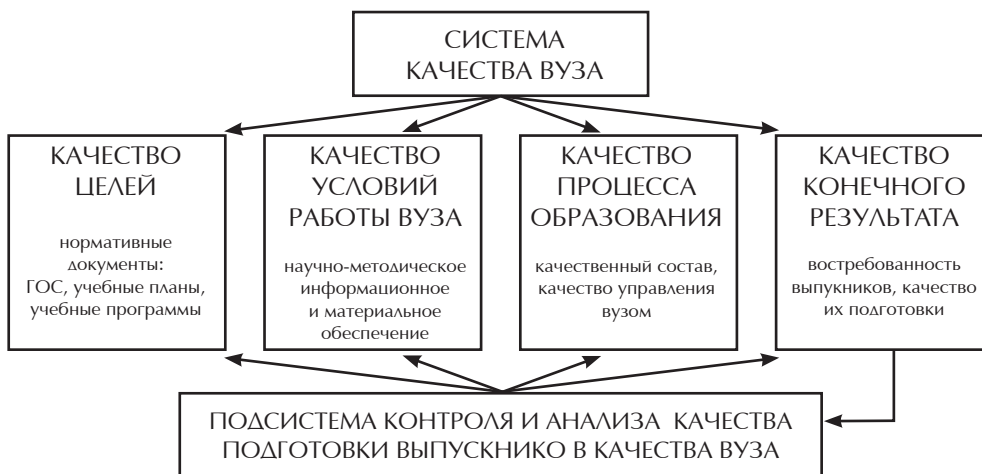 СИСТЕМА
КАЧЕСТВА ВУЗА
КАЧЕСТВО
ЦЕЛЕЙ
нормативные
документы:
ГОС, учебные планы,
учебные программы
КАЧЕСТВО
УСЛОВИЙ
РАБОТЫ ВУЗА
научно-методическое
информационное
и материальное
обеспечение
КАЧЕСТВО
ПРОЦЕССА
ОБРАЗОВАНИЯ
качественный состав,
качество управления
вузом
КАЧЕСТВО
КОНЕЧНОГО
РЕЗУЛЬТАТА
востребованность
выпукников, качество
их подготовки
ПОДСИСТЕМА КОНТРОЛЯ И АНАЛИЗА КАЧЕСТВА
ПОДГОТОВКИ ВЫПУСКНИКО В КАЧЕСТВА ВУЗА